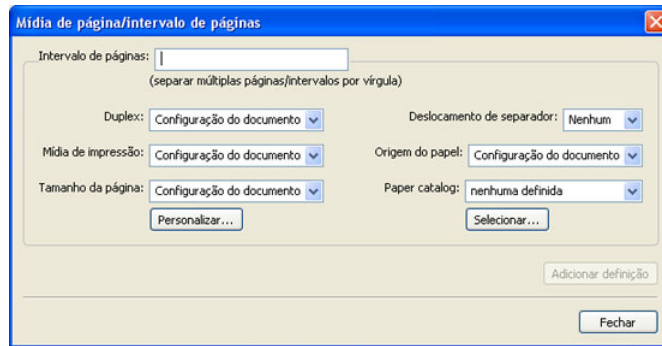 Mídia de página/intervalo de páginas
Intervalo de páginas:
(separar múltiplas páginas/intervalos por vírgula)
Duplex: Configuração do documento Deslocamento de separador: Nenhum
Mídia de impressão: Configuração do documento Origem do papel: Configuração do documento
Tamanho da página: Configuração do documento Paper catalog: nenhuma definida
Personalizar... Selecionar...
Adicionar definição
Fechar